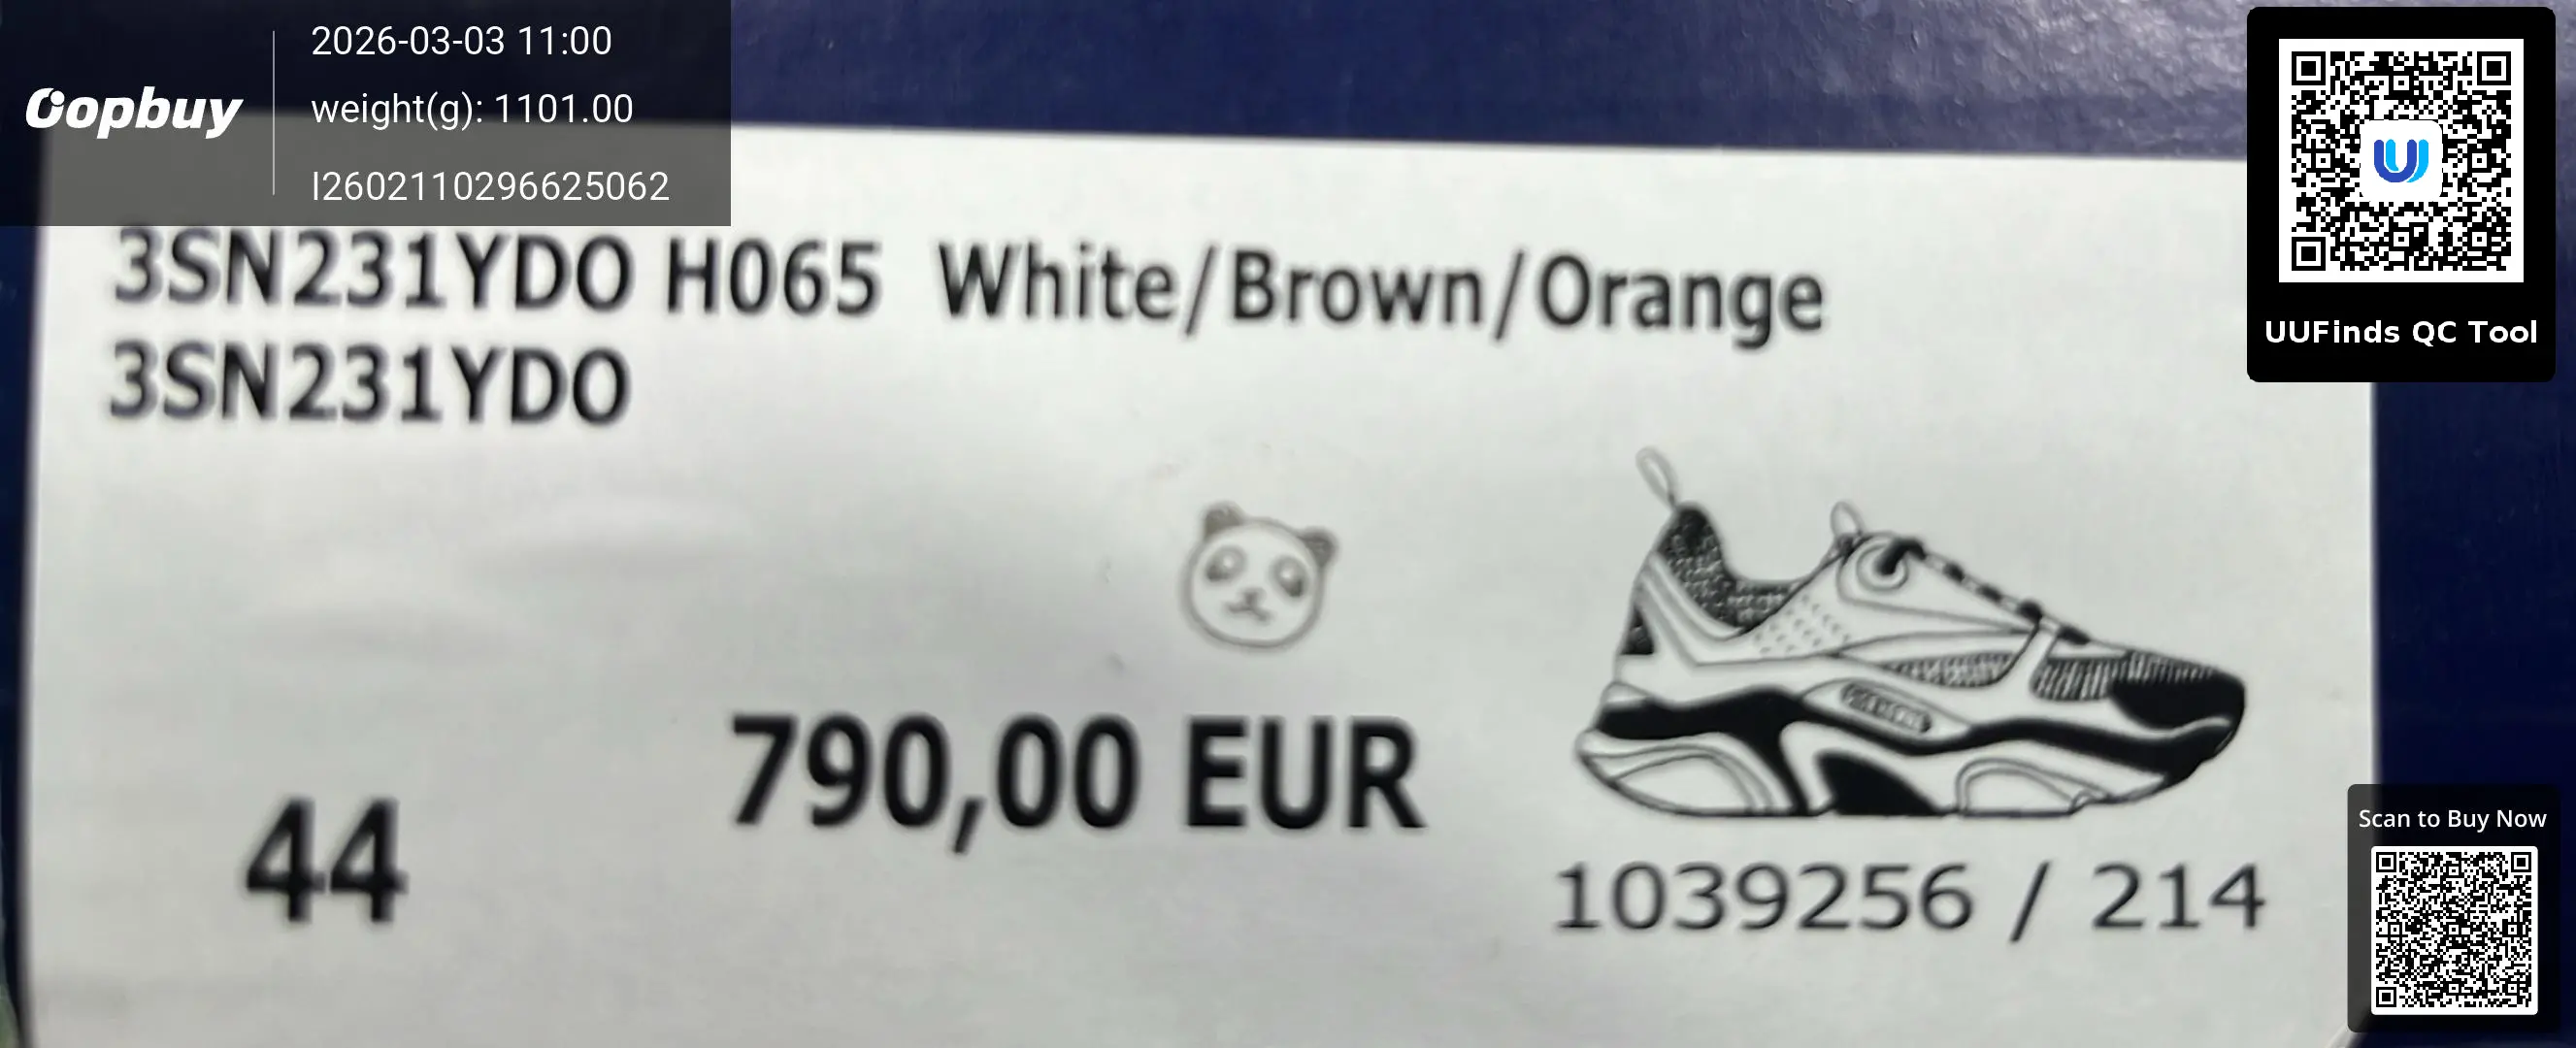 Oopbuy
2026-03-03 11:00
weight(g): 1101.00
I2602110296625062
UUFinds QC Tool
3SN231YDO H065 White/Brown/Orange
3SN231YDO
790,00 EUR
44
1039256 / 214
Scan to Buy Now